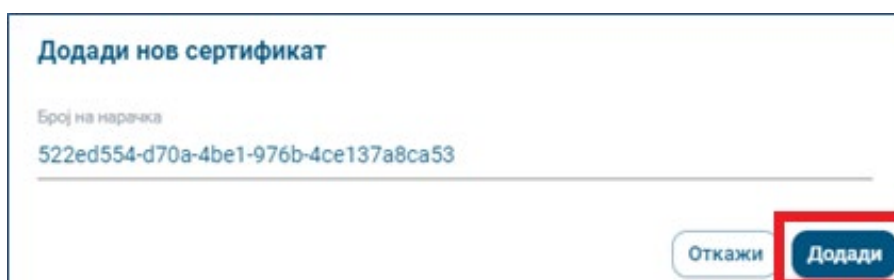 Додади нов сертификат
Број на нарачка
522ed554-d70a-4be1-976b-4ce137a8ca53
Откажи Додади